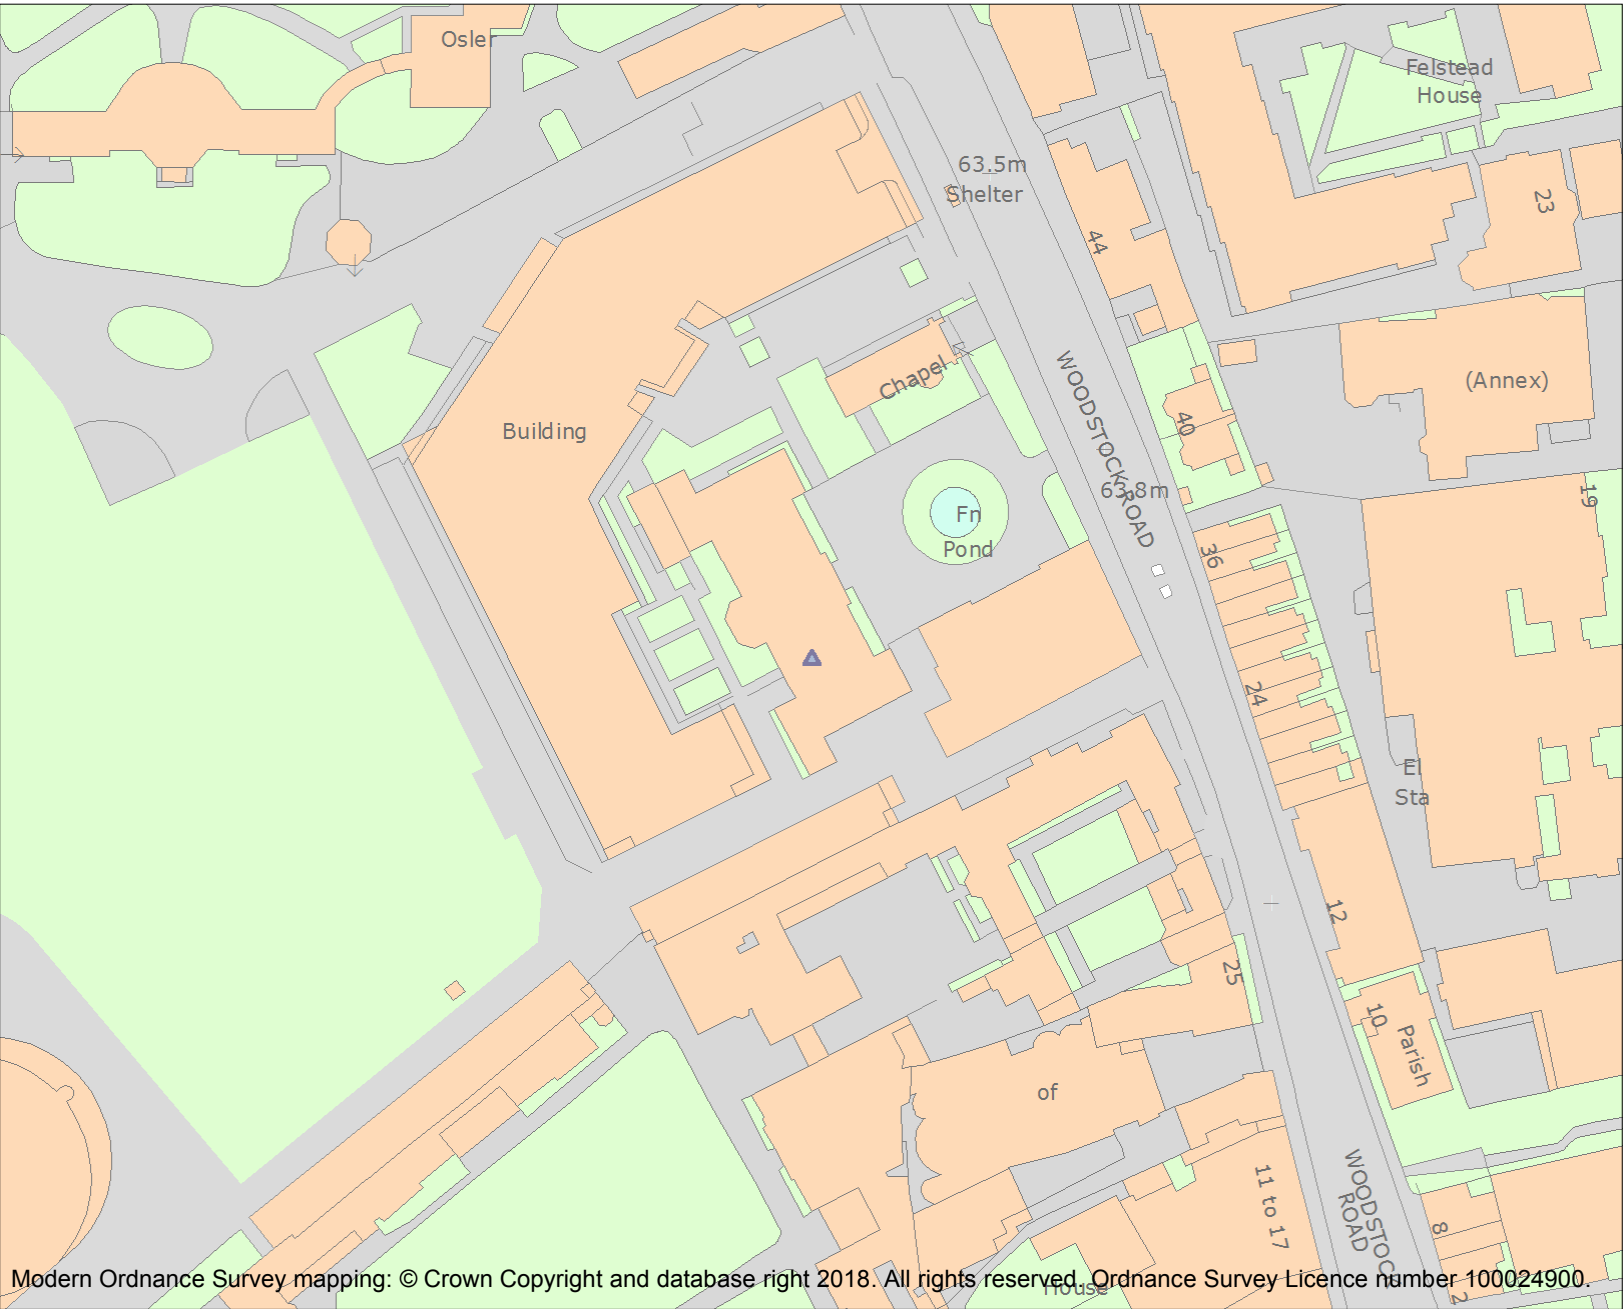 Osler
Felstead
House
63.5m
Shelter
23
44
(Annex)
Chapel
WOODSTOCK ROAD
40
Building
63.8m
19
Fn
Pond
36
24
El
Sta
12
25
10
Parish
of
11 to 17
WOODSTOCK
ROAD
8
House
2
Modern Ordnance Survey mapping: © Crown Copyright and database right 2018. All rights reserved. Ordnance Survey Licence number 100024900.